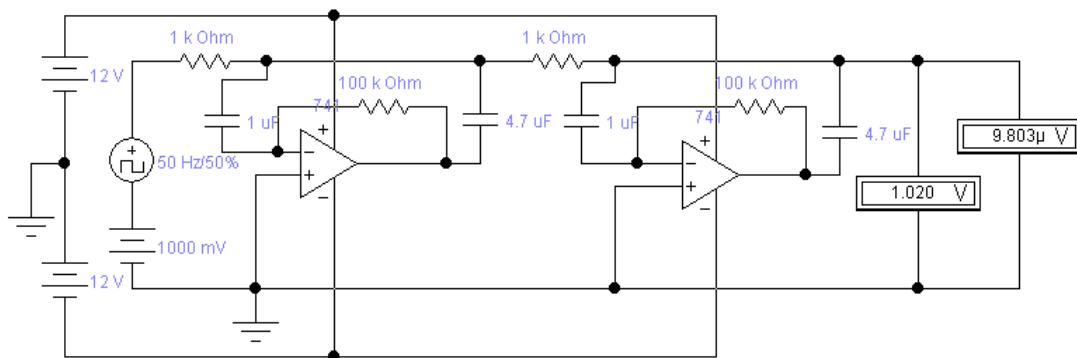 1 k Ohm
1 k Ohm
12 V
100 k Ohm
100 k Ohm
741
741
1 uF
4.7 uF
1 uF
4.7 uF
9.803µ V
50 Hz/50%
1.020 V
1000 mV
12 V